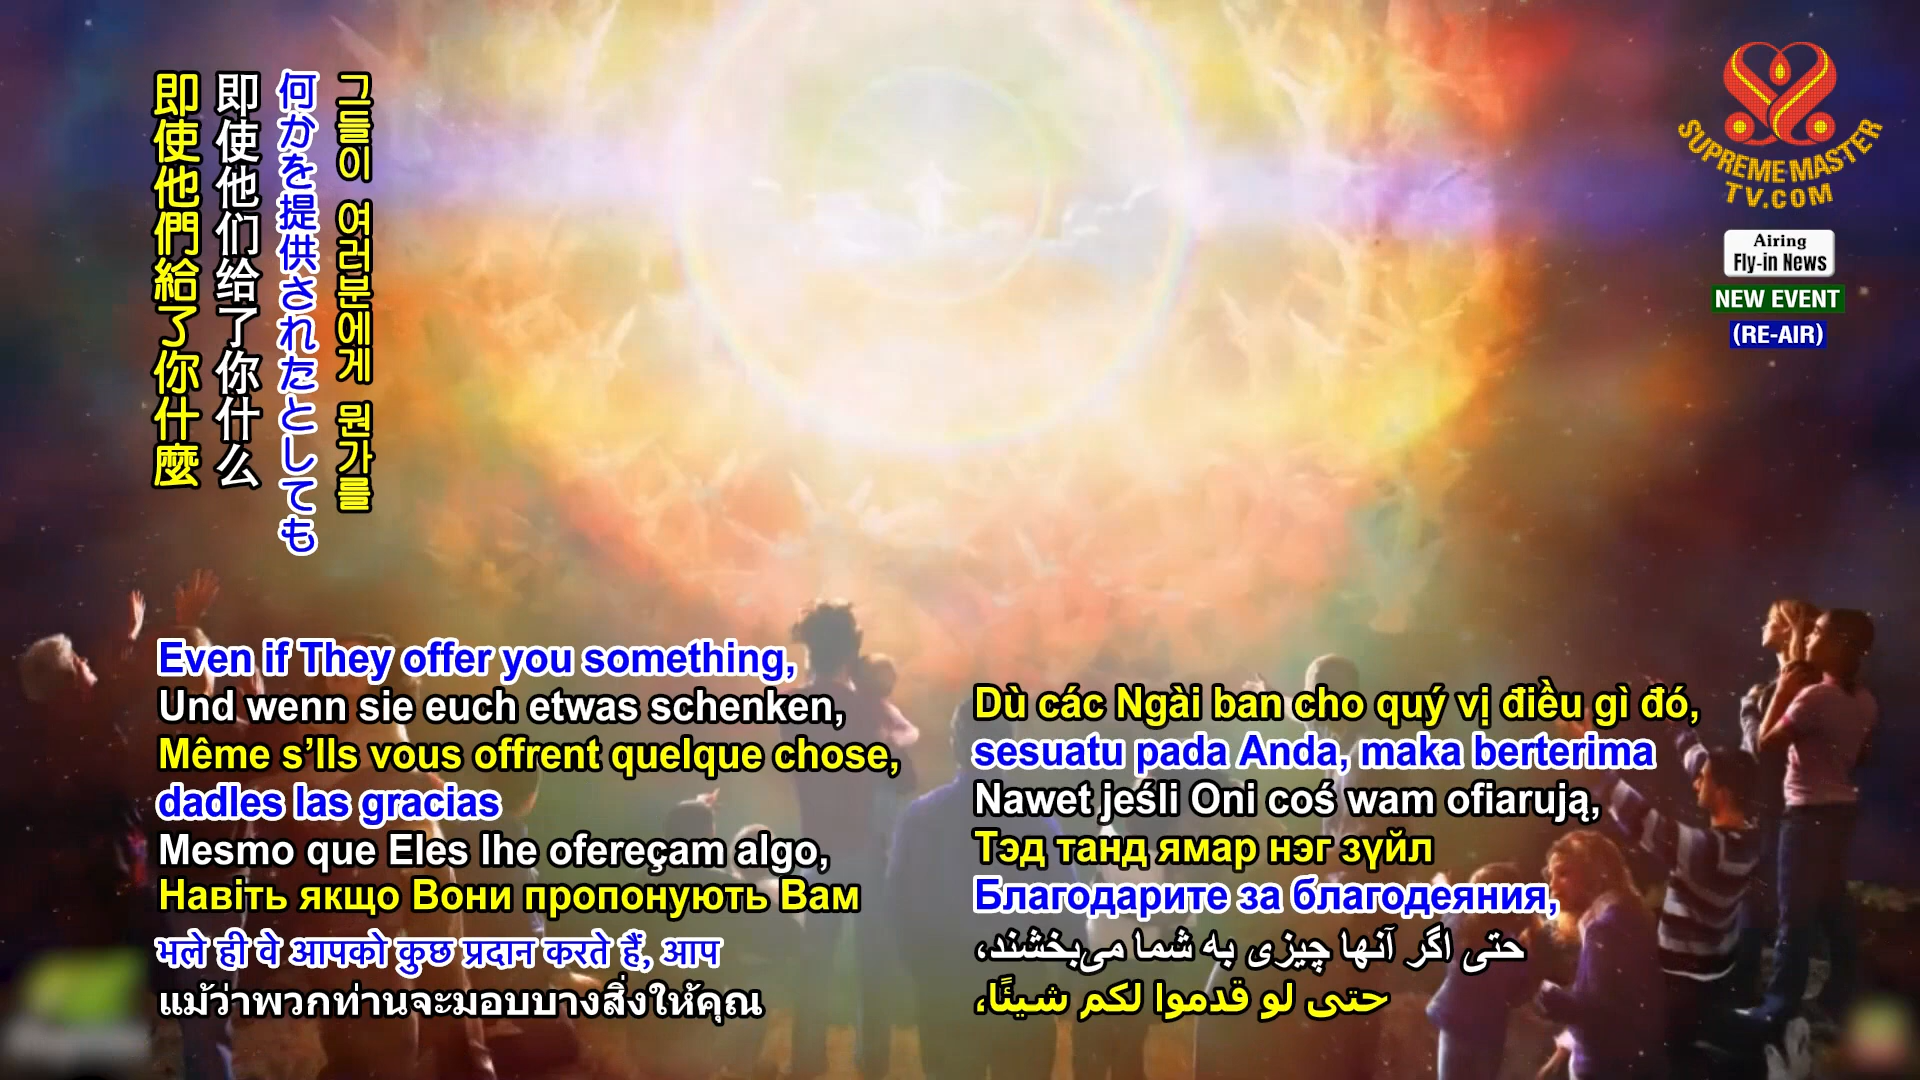 即使他們給了你什麼
即使他们给了你什么
何かを提供されたとしても
그들이 여러분에게 뭔가를
SUPREME MASTER
TV.COM
Airing
Fly-in News
NEW EVENT
(RE-AIR)
Even if They offer you something,
Und wenn sie euch etwas schenken,
Même s’Ils vous offrent quelque chose,
dadles las gracias
Mesmo que Eles lhe ofereçam algo,
Навіть якщо Вони пропонують Вам
भले ही वे आपको कुछ प्रदान करते हैं, आप
แม้ว่าพวกท่านจะมอบบางสิ่งให้คุณ
Dù các Ngài ban cho quý vị điều gì đó,
sesuatu pada Anda, maka berterima
Nawet jeśli Oni coś wam ofiarują,
Тэд танд ямар нэг зүйл
Благодарите за благодеяния,
حتی اگر آنها چیزی به شما می‌بخشند،
حتى لو قدموا لكم شيئًا،